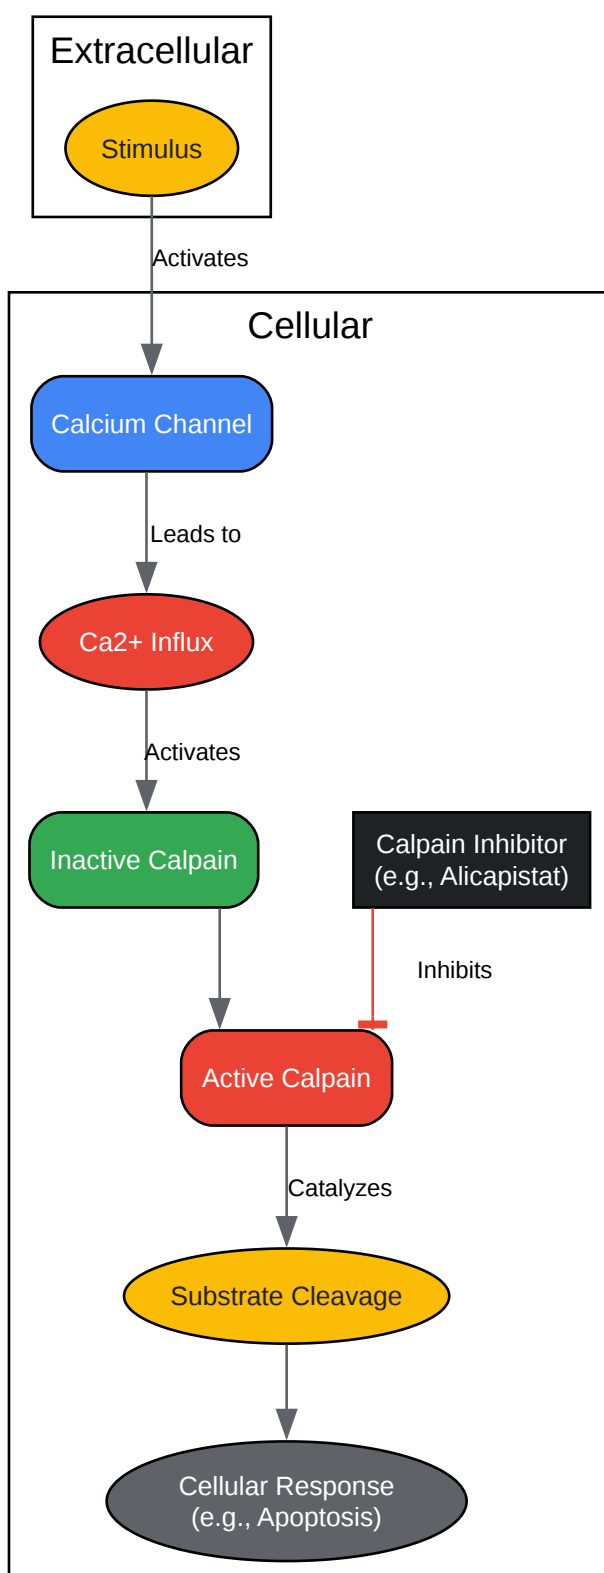 Extracellular
Stimulus
Activates
Cellular
Calcium Channel
Leads to
Ca2+ Influx
Activates
Inactive Calpain
Calpain Inhibitor
(e.g., Alicapistat)
Inhibits
Active Calpain
Catalyzes
Substrate Cleavage
Cellular Response
(e.g., Apoptosis)